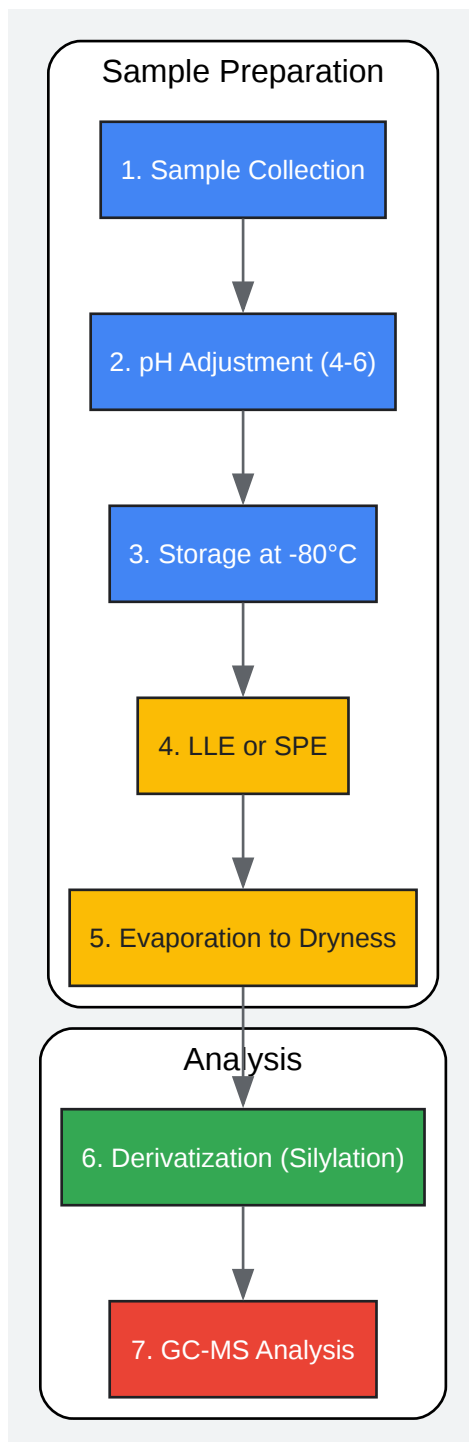 Sample Preparation
1. Sample Collection
2. pH Adjustment (4-6)
3. Storage at -80°C
4. LLE or SPE
5. Evaporation to Dryness
Analysis
6. Derivatization (Silylation)
7. GC-MS Analysis